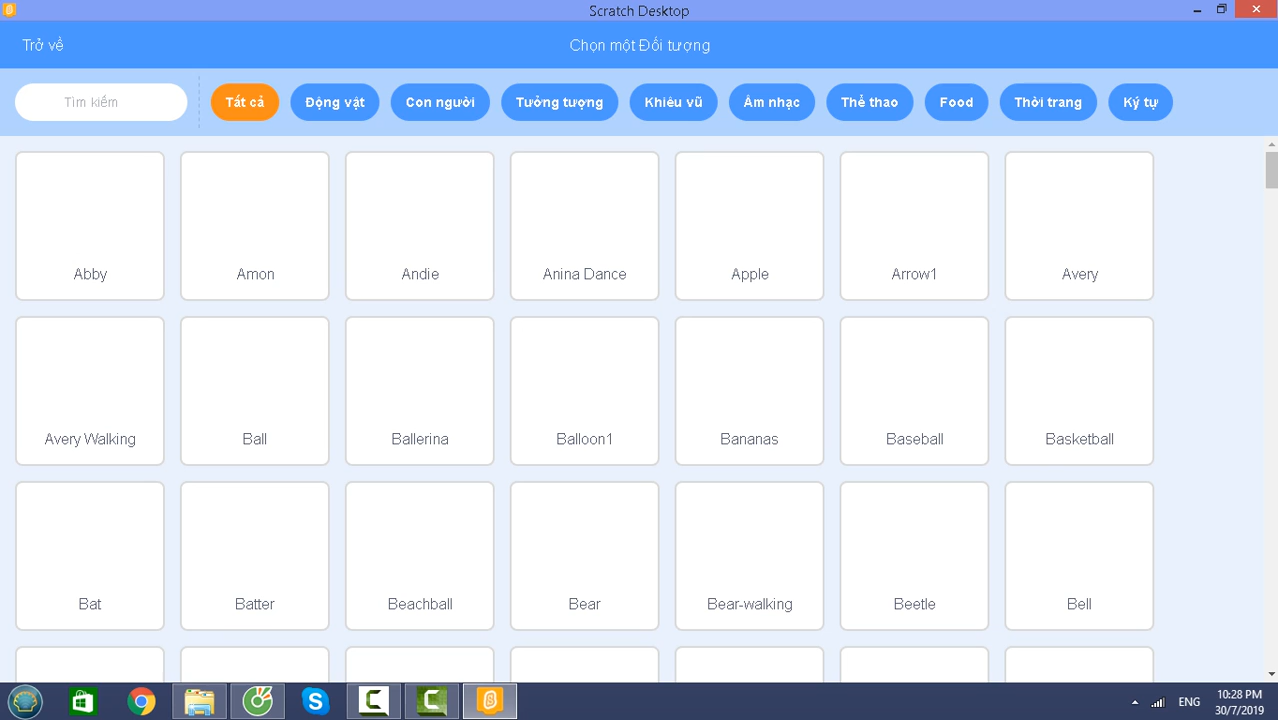 Scratch Desktop
Trở về
Chọn một Đối tượng
Tìm kiếm
Tất cả
Động vật
Con người
Tưởng tượng
Khiêu vũ
Âm nhạc
Thể thao
Food
Thời trang
Ký tự
Abby
Amon
Andie
Anina Dance
Apple
Arrow1
Avery
Avery Walking
Ball
Ballerina
Balloon1
Bananas
Baseball
Basketball
Bat
Batter
Beachball
Bear
Bear-walking
Beetle
Bell
ENG
10:28 PM
30/7/2019